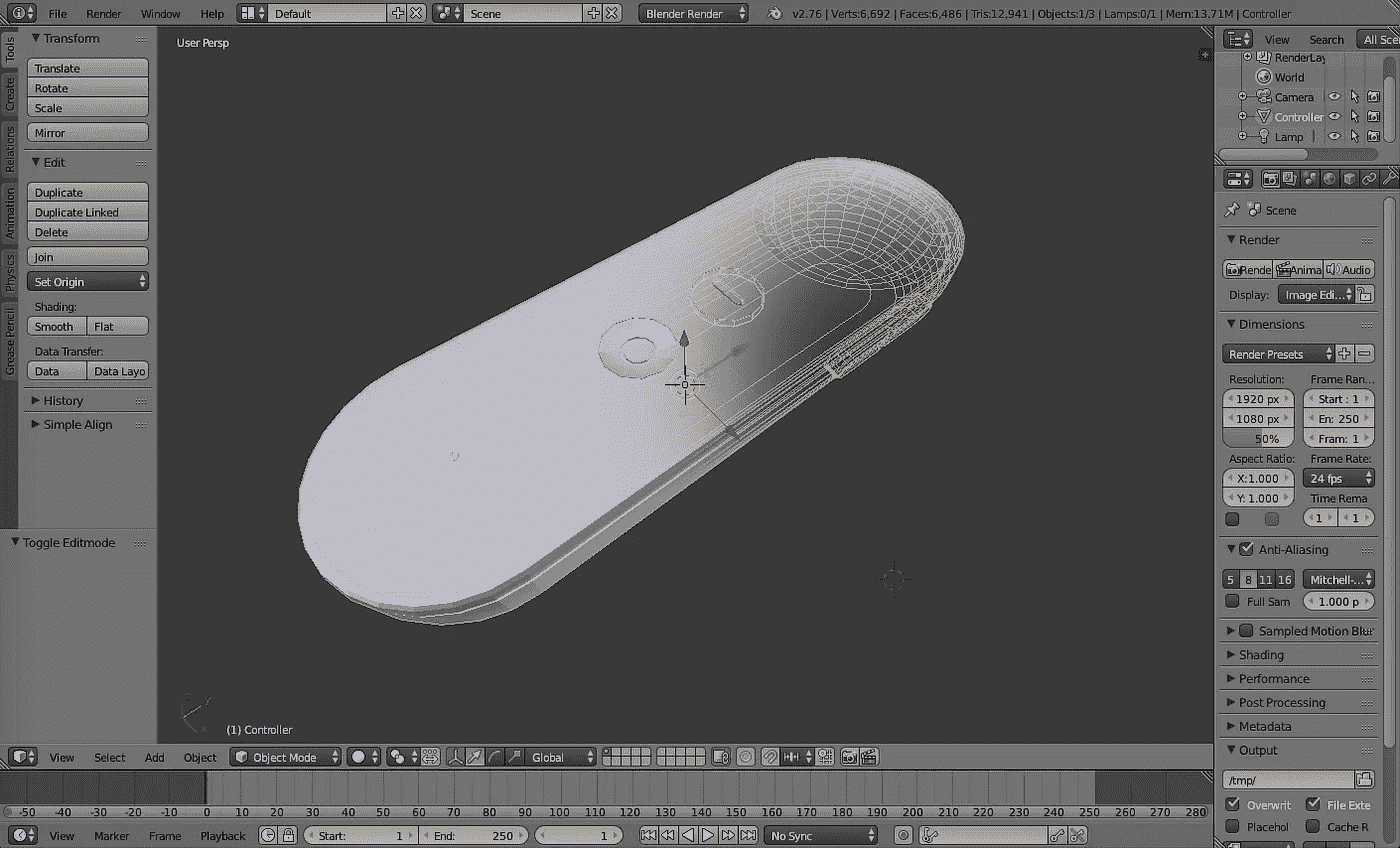 File Render Window Help Default Scene Blender Render v2.76 | Verts:6,692 | Faces:6,486 | Tris:12,941 | Objects:1/3 | Lamps:0/1 | Mem:13.71M | Controller
Tools
Create
Relations
Animation
Physics
Grease Pencil
Transform
Translate
Rotate
Scale
Mirror
Edit
Duplicate
Duplicate Linked
Delete
Join
Set Origin
Shading:
Smooth Flat
Data Transfer:
Data Data Layo
History
Simple Align
Toggle Editmode
User Persp
(1) Controller
View Search All Sce
RenderLay
World
Camera
Controller
Lamp
Scene
Render
Rende Anima Audio
Display: Image Edi...
Dimensions
Render Presets
Resolution: Frame Ran...
1920 px Start : 1
1080 px En: 250
50% Fram: 1
Aspect Ratio: Frame Rate:
X:1.000 24 fps
Y: 1.000 Time Rema
1 1
Anti-Aliasing
5 8 11 16 Mitchell-...
Full Sam 1.000 p
Sampled Motion Blur
Shading
Performance
Post Processing
Metadata
Output
/tmp/
Overwrit File Exte
Placehol Cache R
View Select Add Object Object Mode Global
-50 -40 -30 -20 -10 0 10 20 30 40 50 60 70 80 90 100 110 120 130 140 150 160 170 180 190 200 210 220 230 240 250 260 270 280
View Marker Frame Playback Start: 1 End: 250 1 No Sync